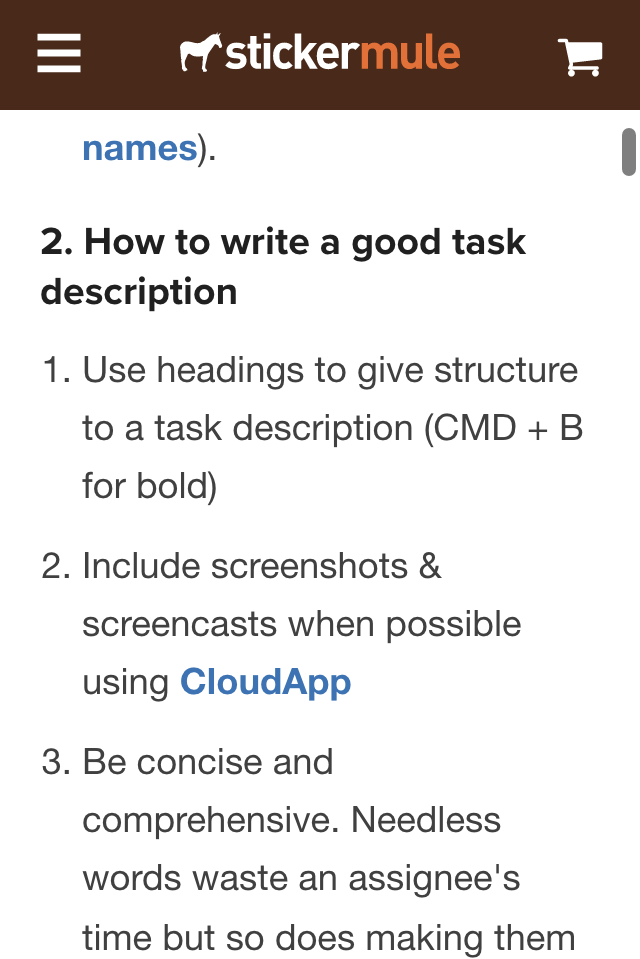 stickermule
names).
2. How to write a good task
description
1. Use headings to give structure
to a task description (CMD + B
for bold)
2. Include screenshots &
screencasts when possible
using CloudApp
3. Be concise and
comprehensive. Needless
words waste an assignee's
time but so does making them